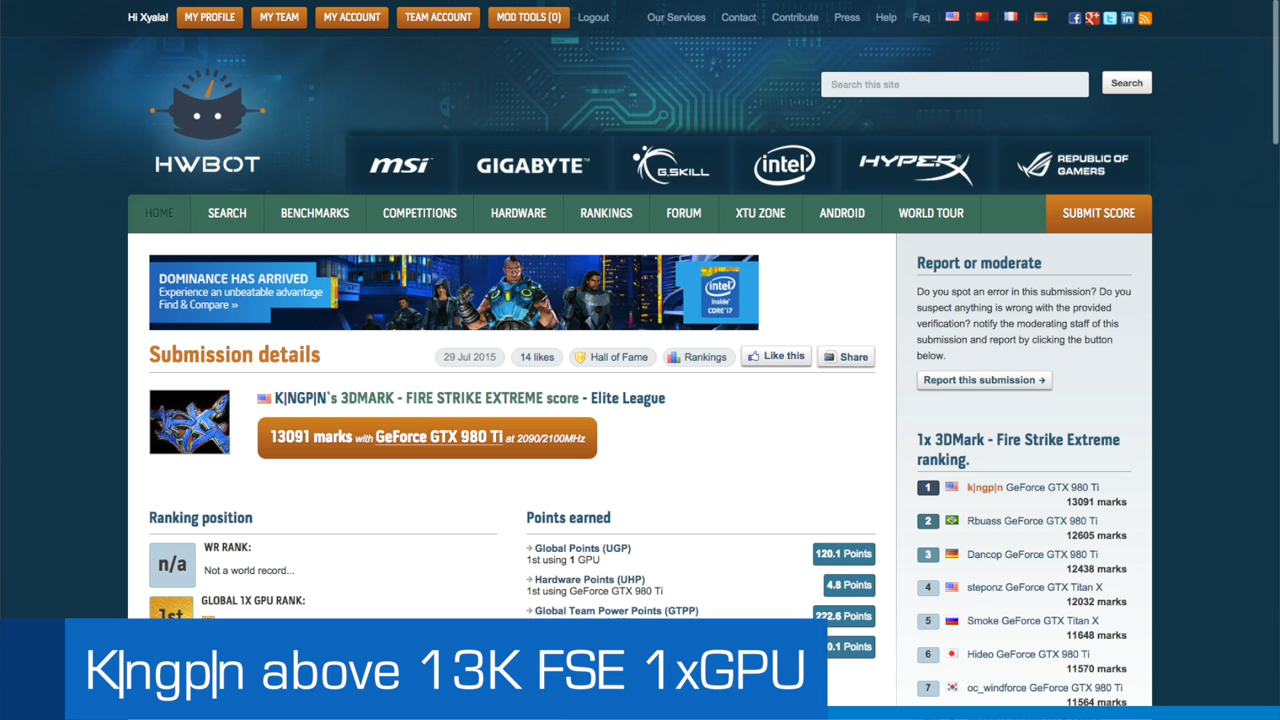 Hi Xyala! MY PROFILE MY TEAM MY ACCOUNT TEAM ACCOUNT MOD TOOLS (0) Logout Our Services Contact Contribute Press Help Faq
Search this site Search
HWBOT
msi GIGABYTE™ G.SKILL intel HYPERX REPUBLIC OF GAMERS
HOME SEARCH BENCHMARKS COMPETITIONS HARDWARE RANKINGS FORUM XTU ZONE ANDROID WORLD TOUR SUBMIT SCORE
DOMINANCE HAS ARRIVED
Experience an unbeatable advantage
Find & Compare »
intel inside CORE i7
Submission details
29 Jul 2015 14 likes Hall of Fame Rankings Like this Share
K|NGP|N`s 3DMARK - FIRE STRIKE EXTREME score - Elite League
13091 marks with GeForce GTX 980 Ti at 2090/2100MHz
Ranking position
n/a
WR RANK:
Not a world record...
1st
GLOBAL 1X GPU RANK:
Points earned
Global Points (UGP)
1st using 1 GPU
120.1 Points
Hardware Points (UHP)
1st using GeForce GTX 980 Ti
4.8 Points
Global Team Power Points (GTPP)
222.6 Points
0.1 Points
Report or moderate
Do you spot an error in this submission? Do you
suspect anything is wrong with the provided
verification? notify the moderating staff of this
submission and report by clicking the button
below.
Report this submission →
1x 3DMark - Fire Strike Extreme
ranking.
1 k|ngp|n GeForce GTX 980 Ti
13091 marks
2 Rbuass GeForce GTX 980 Ti
12605 marks
3 Dancop GeForce GTX 980 Ti
12438 marks
4 steponz GeForce GTX Titan X
12032 marks
5 Smoke GeForce GTX Titan X
11648 marks
6 Hideo GeForce GTX 980 Ti
11570 marks
7 oc_windforce GeForce GTX 980 Ti
11564 marks
K|ngp|n above 13K FSE 1xGPU